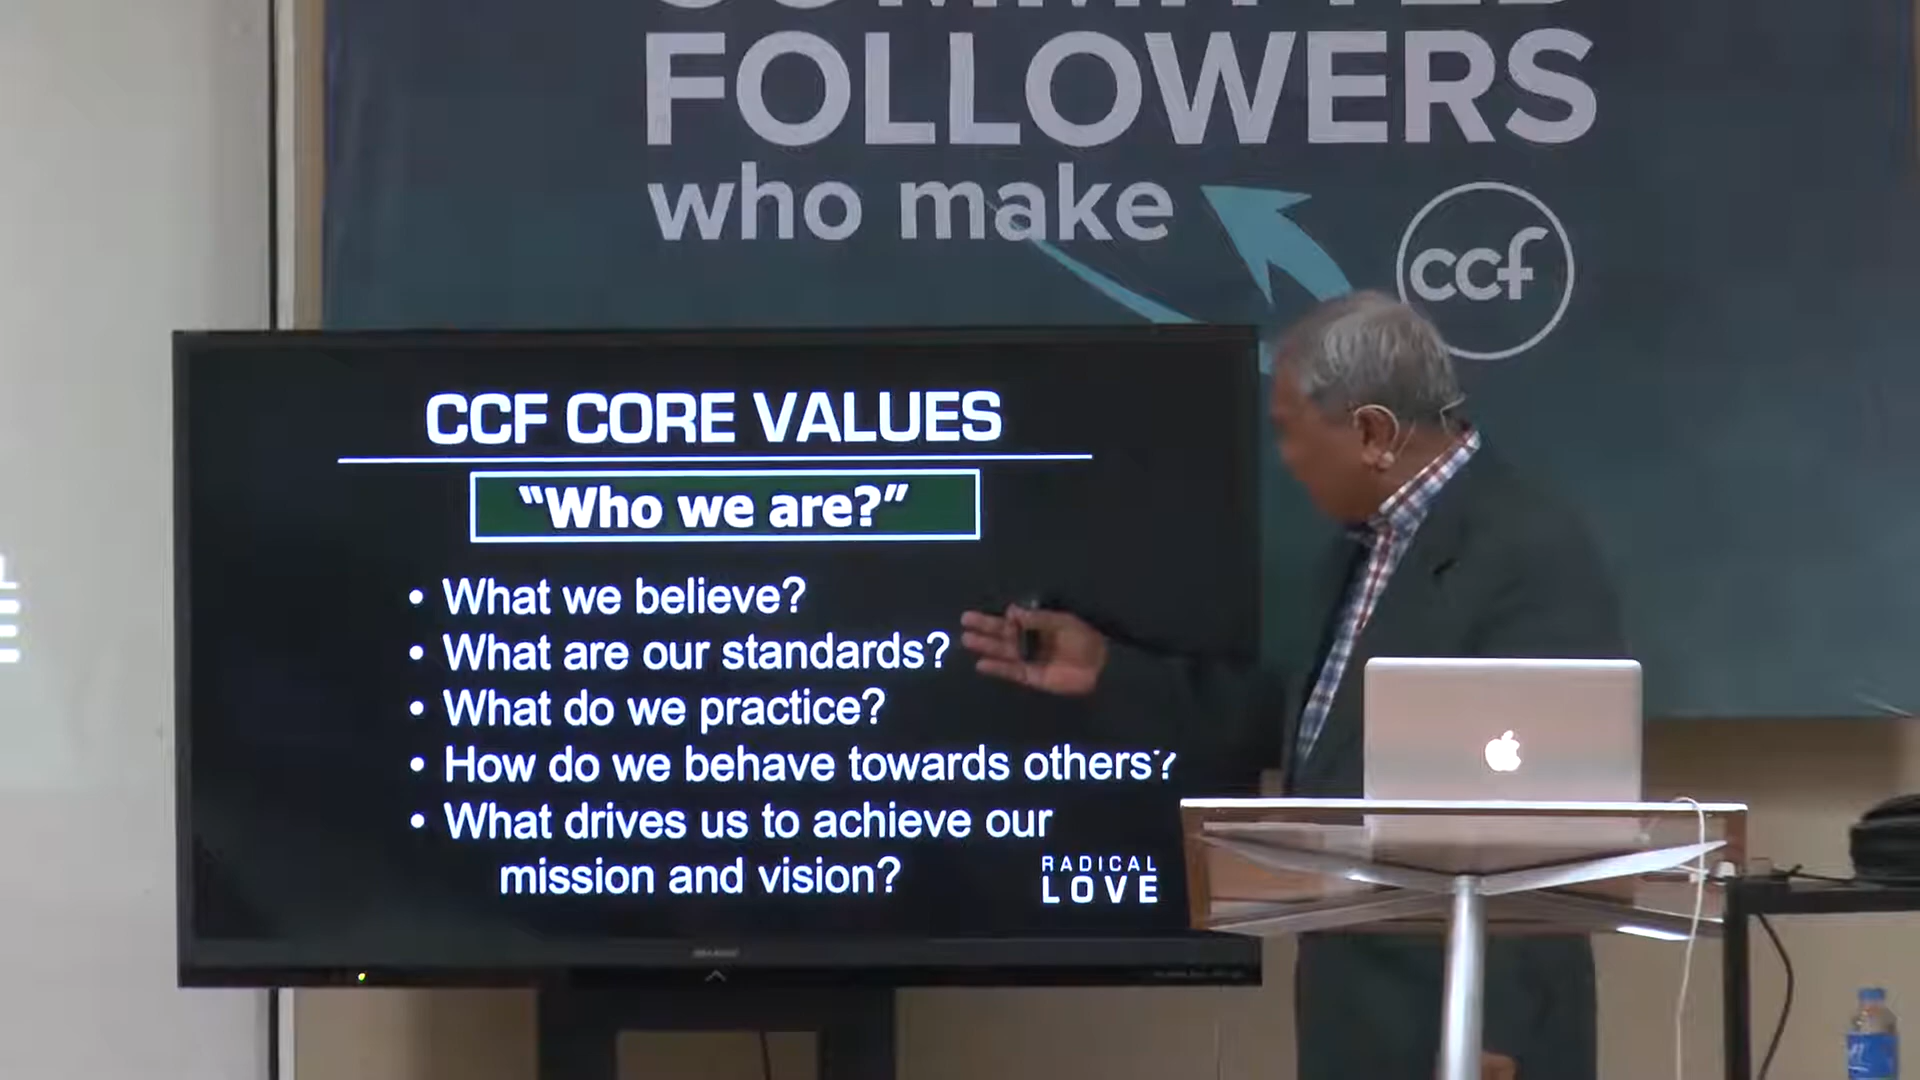 COMMITTED
FOLLOWERS
who make
ccf
CCF CORE VALUES
“Who we are?”
• What we believe?
• What are our standards?
• What do we practice?
• How do we behave towards others?
• What drives us to achieve our
mission and vision?
RADICAL
LOVE